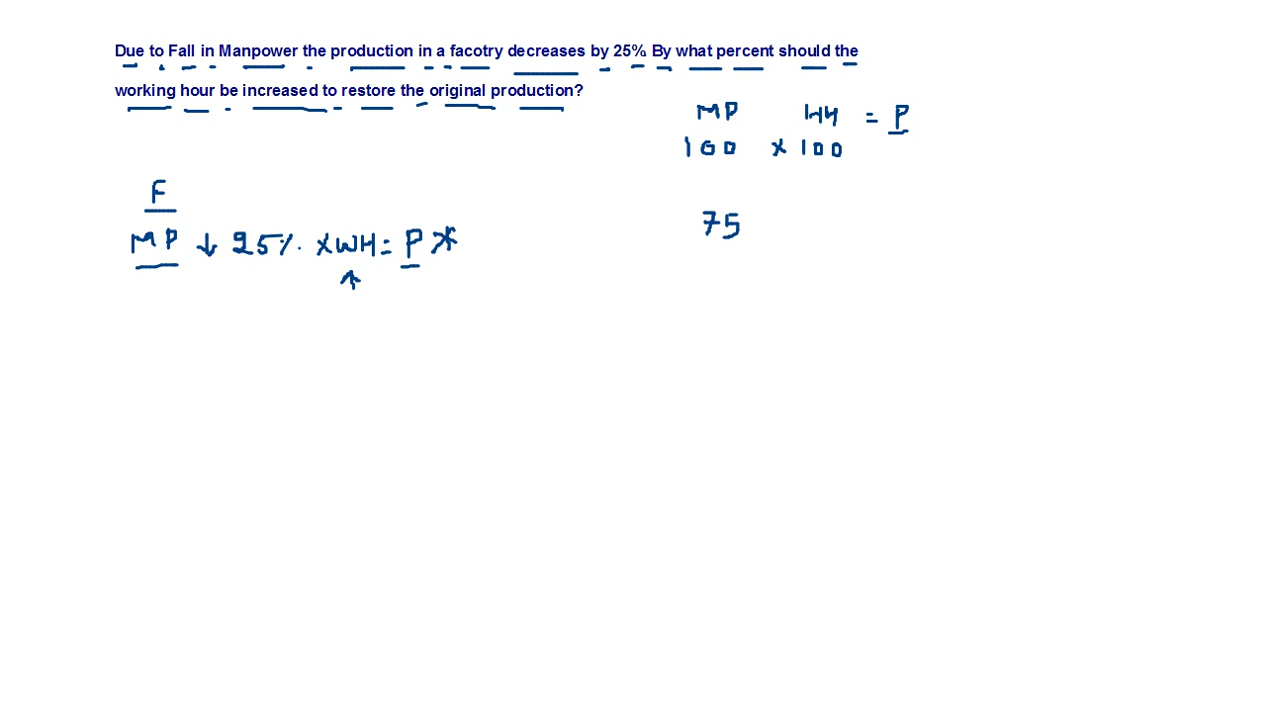 Due to Fall in Manpower the production in a facotry decreases by 25% By what percent should the
working hour be increased to restore the original production?
MP WH = P
100 x 100
F
MP ↓ 25% x WH = P *
↑
75